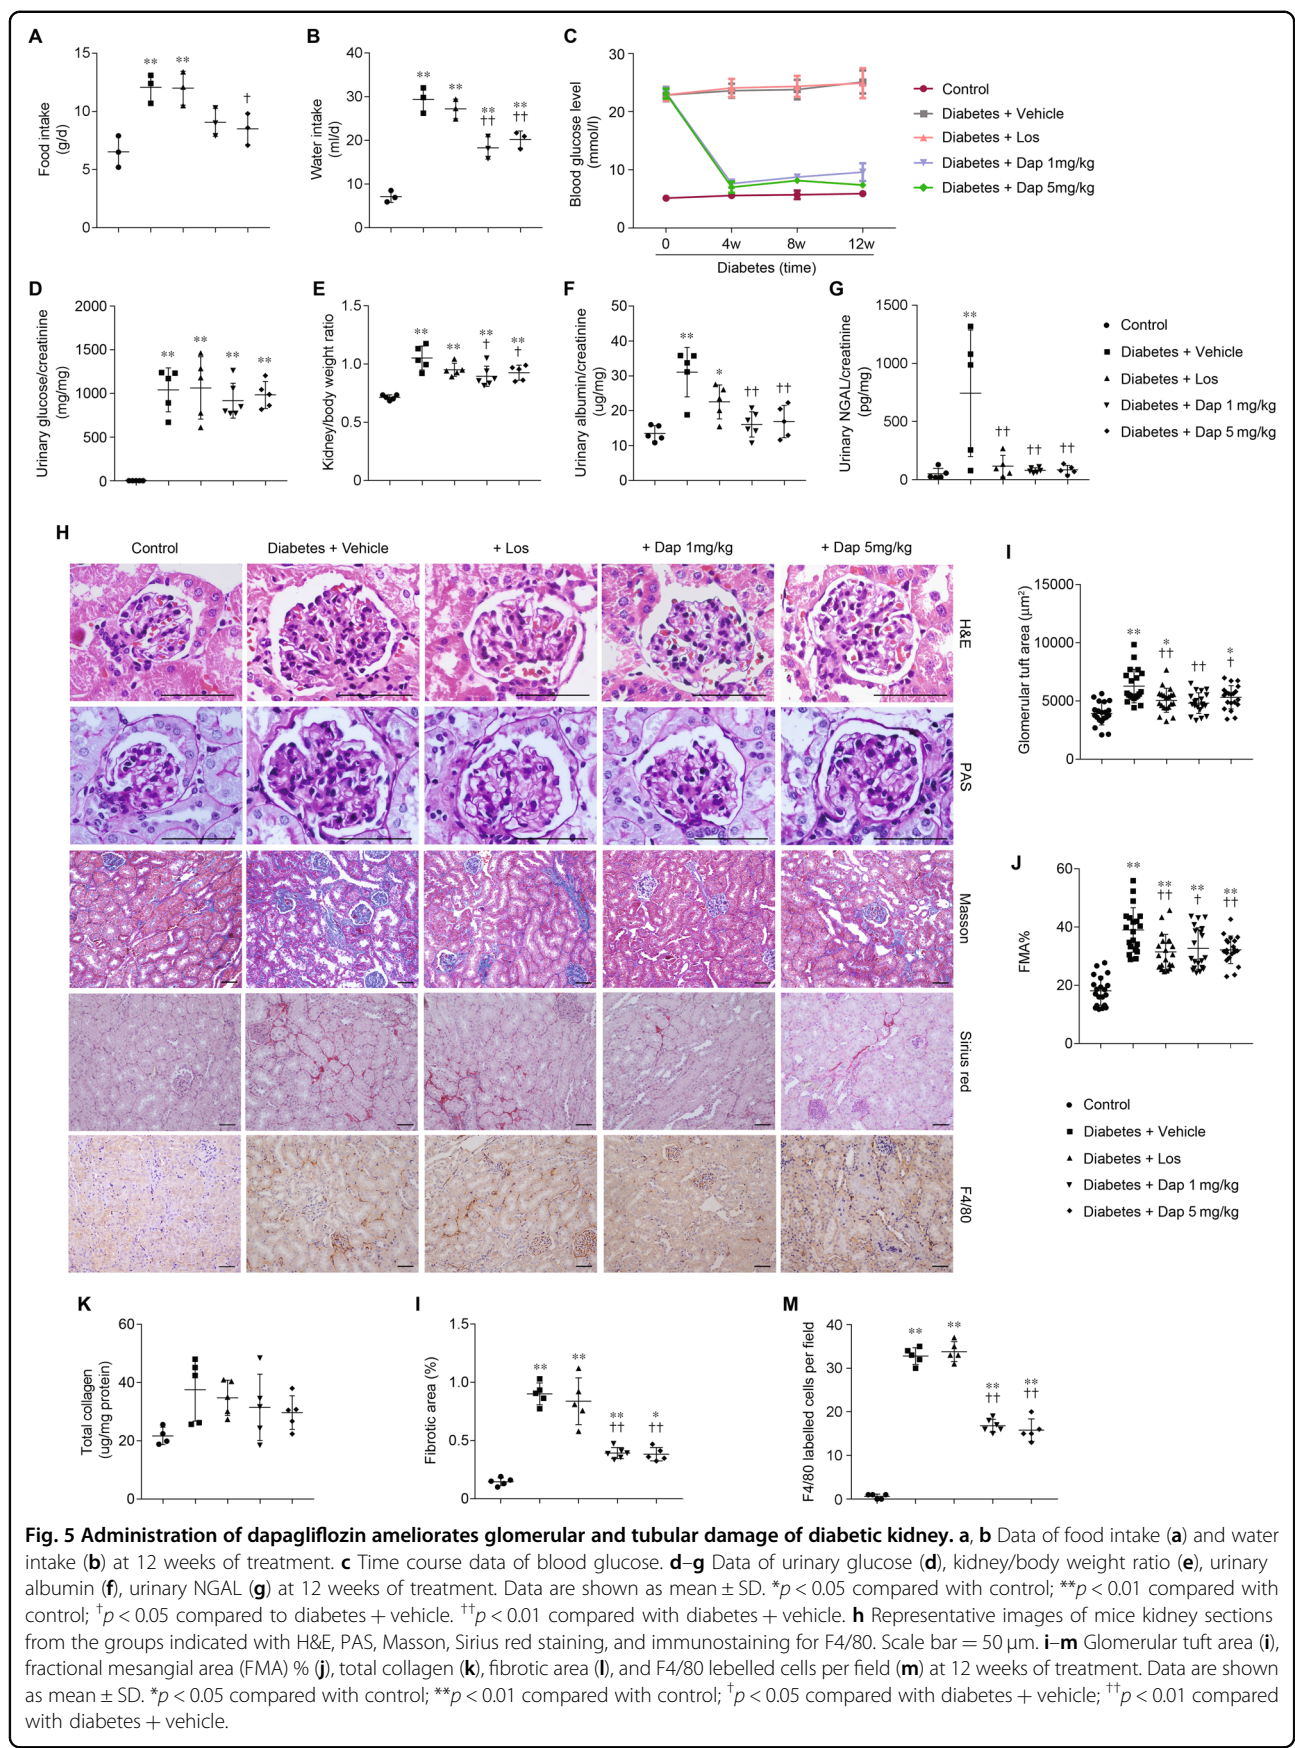 A
Food intake
(g/d)
15
10
5
0
**
**
†
B
Water intake
(ml/d)
40
30
20
10
0
**
**
**
††
**
††
C
Blood glucose level
(mmol/l)
30
20
10
0
0
4w
8w
12w
Diabetes (time)
Control
Diabetes + Vehicle
Diabetes + Los
Diabetes + Dap 1mg/kg
Diabetes + Dap 5mg/kg
D
Urinary glucose/creatinine
(mg/mg)
2000
1500
1000
500
0
**
**
**
**
E
Kidney/body weight ratio
1.5
1.0
0.5
0
**
**
**
†
**
†
F
Urinary albumin/creatinine
(ug/mg)
50
40
30
20
10
0
**
*
††
††
G
Urinary NGAL/creatinine
(pg/mg)
1500
1000
500
0
**
††
††
††
Control
Diabetes + Vehicle
Diabetes + Los
Diabetes + Dap 1 mg/kg
Diabetes + Dap 5 mg/kg
H
Control
Diabetes + Vehicle
+ Los
+ Dap 1mg/kg
+ Dap 5mg/kg
H&E
PAS
Masson
Sirius red
F4/80
I
Glomerular tuft area (μm²)
15000
10000
5000
0
**
*
††
††
*
†
J
FMA%
60
40
20
0
**
**
††
**
†
**
††
Control
Diabetes + Vehicle
Diabetes + Los
Diabetes + Dap 1 mg/kg
Diabetes + Dap 5 mg/kg
K
Total collagen
(ug/mg protein)
60
40
20
0
I
Fibrotic area (%)
1.5
1.0
0.5
0
**
**
**
††
*
††
M
F4/80 labelled cells per field
40
30
20
10
0
**
**
**
††
**
††
Fig. 5 Administration of dapagliflozin ameliorates glomerular and tubular damage of diabetic kidney. a, b Data of food intake (a) and water
intake (b) at 12 weeks of treatment. c Time course data of blood glucose. d–g Data of urinary glucose (d), kidney/body weight ratio (e), urinary
albumin (f), urinary NGAL (g) at 12 weeks of treatment. Data are shown as mean ± SD. *p < 0.05 compared with control; **p < 0.01 compared with
control; †p < 0.05 compared to diabetes + vehicle. ††p < 0.01 compared with diabetes + vehicle. h Representative images of mice kidney sections
from the groups indicated with H&E, PAS, Masson, Sirius red staining, and immunostaining for F4/80. Scale bar = 50 μm. i–m Glomerular tuft area (i),
fractional mesangial area (FMA) % (j), total collagen (k), fibrotic area (l), and F4/80 labelled cells per field (m) at 12 weeks of treatment. Data are shown
as mean ± SD. *p < 0.05 compared with control; **p < 0.01 compared with control; †p < 0.05 compared with diabetes + vehicle; ††p < 0.01 compared
with diabetes + vehicle.